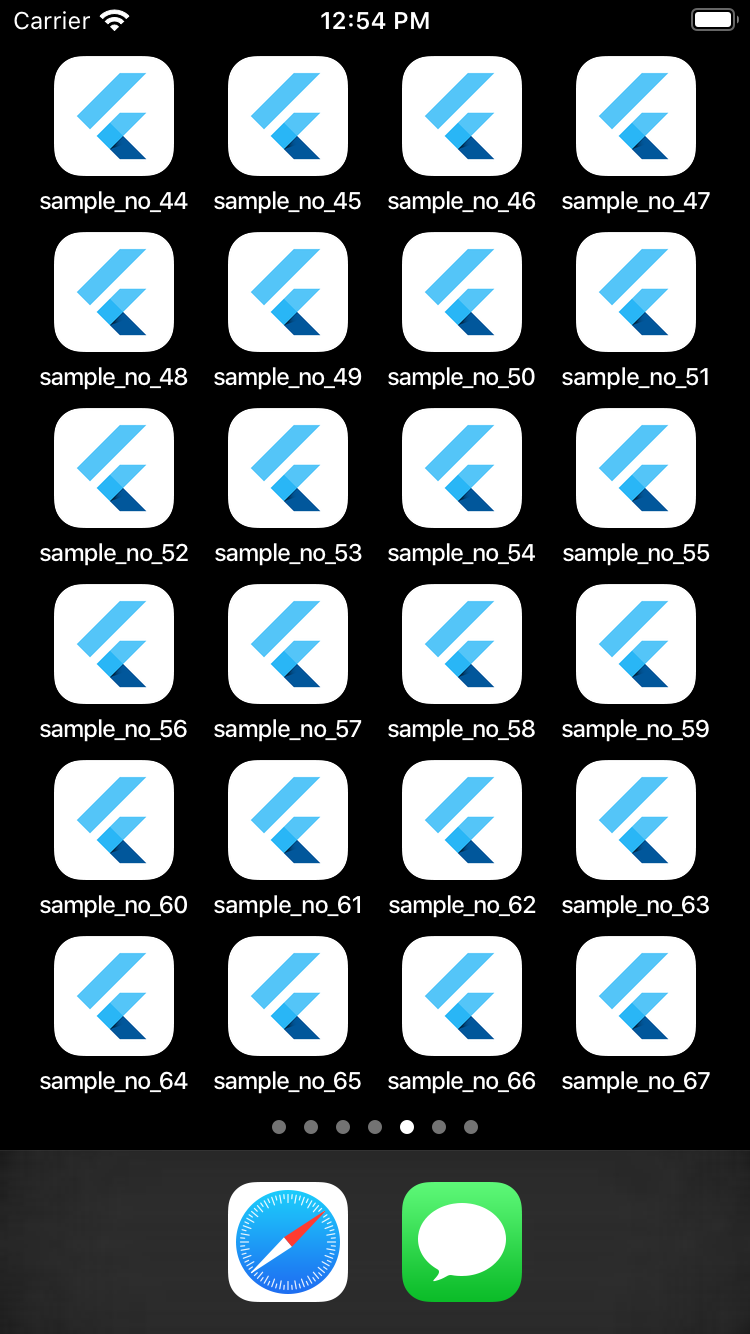 Carrier 12:54 PM
sample_no_44 sample_no_45 sample_no_46 sample_no_47
sample_no_48 sample_no_49 sample_no_50 sample_no_51
sample_no_52 sample_no_53 sample_no_54 sample_no_55
sample_no_56 sample_no_57 sample_no_58 sample_no_59
sample_no_60 sample_no_61 sample_no_62 sample_no_63
sample_no_64 sample_no_65 sample_no_66 sample_no_67